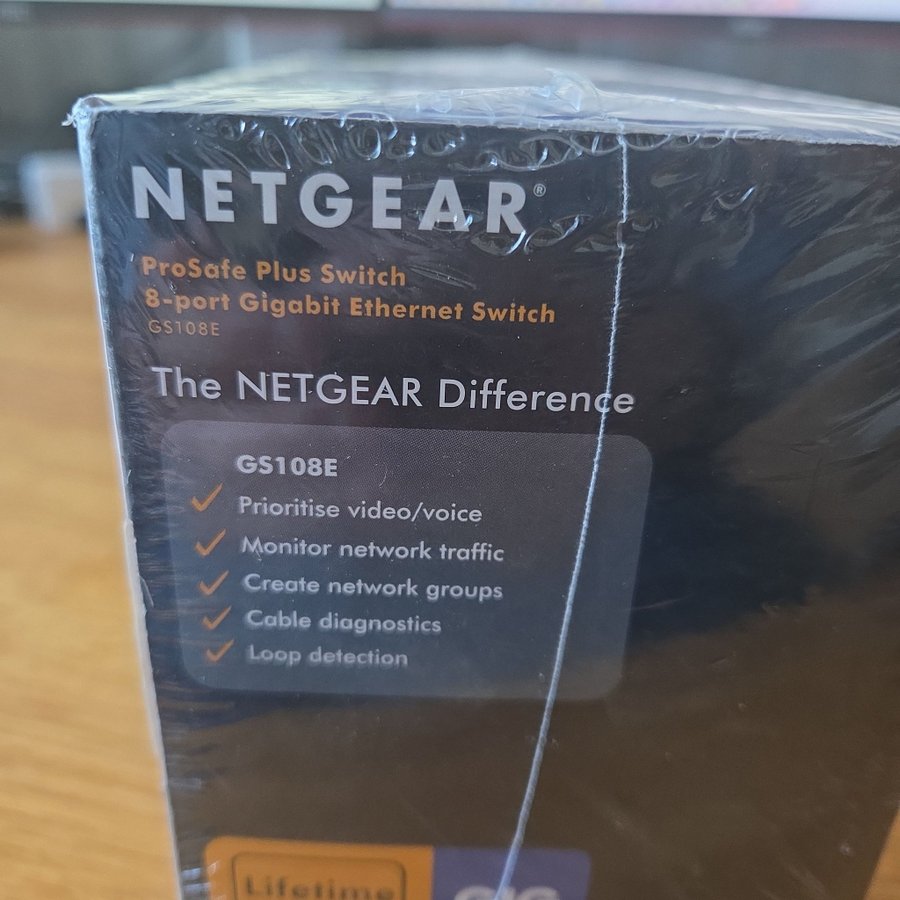 NETGEAR®
ProSafe Plus Switch
8-port Gigabit Ethernet Switch
GS108E
The NETGEAR Difference
GS108E
Prioritise video/voice
Monitor network traffic
Create network groups
Cable diagnostics
Loop detection
Lifetime
GIG